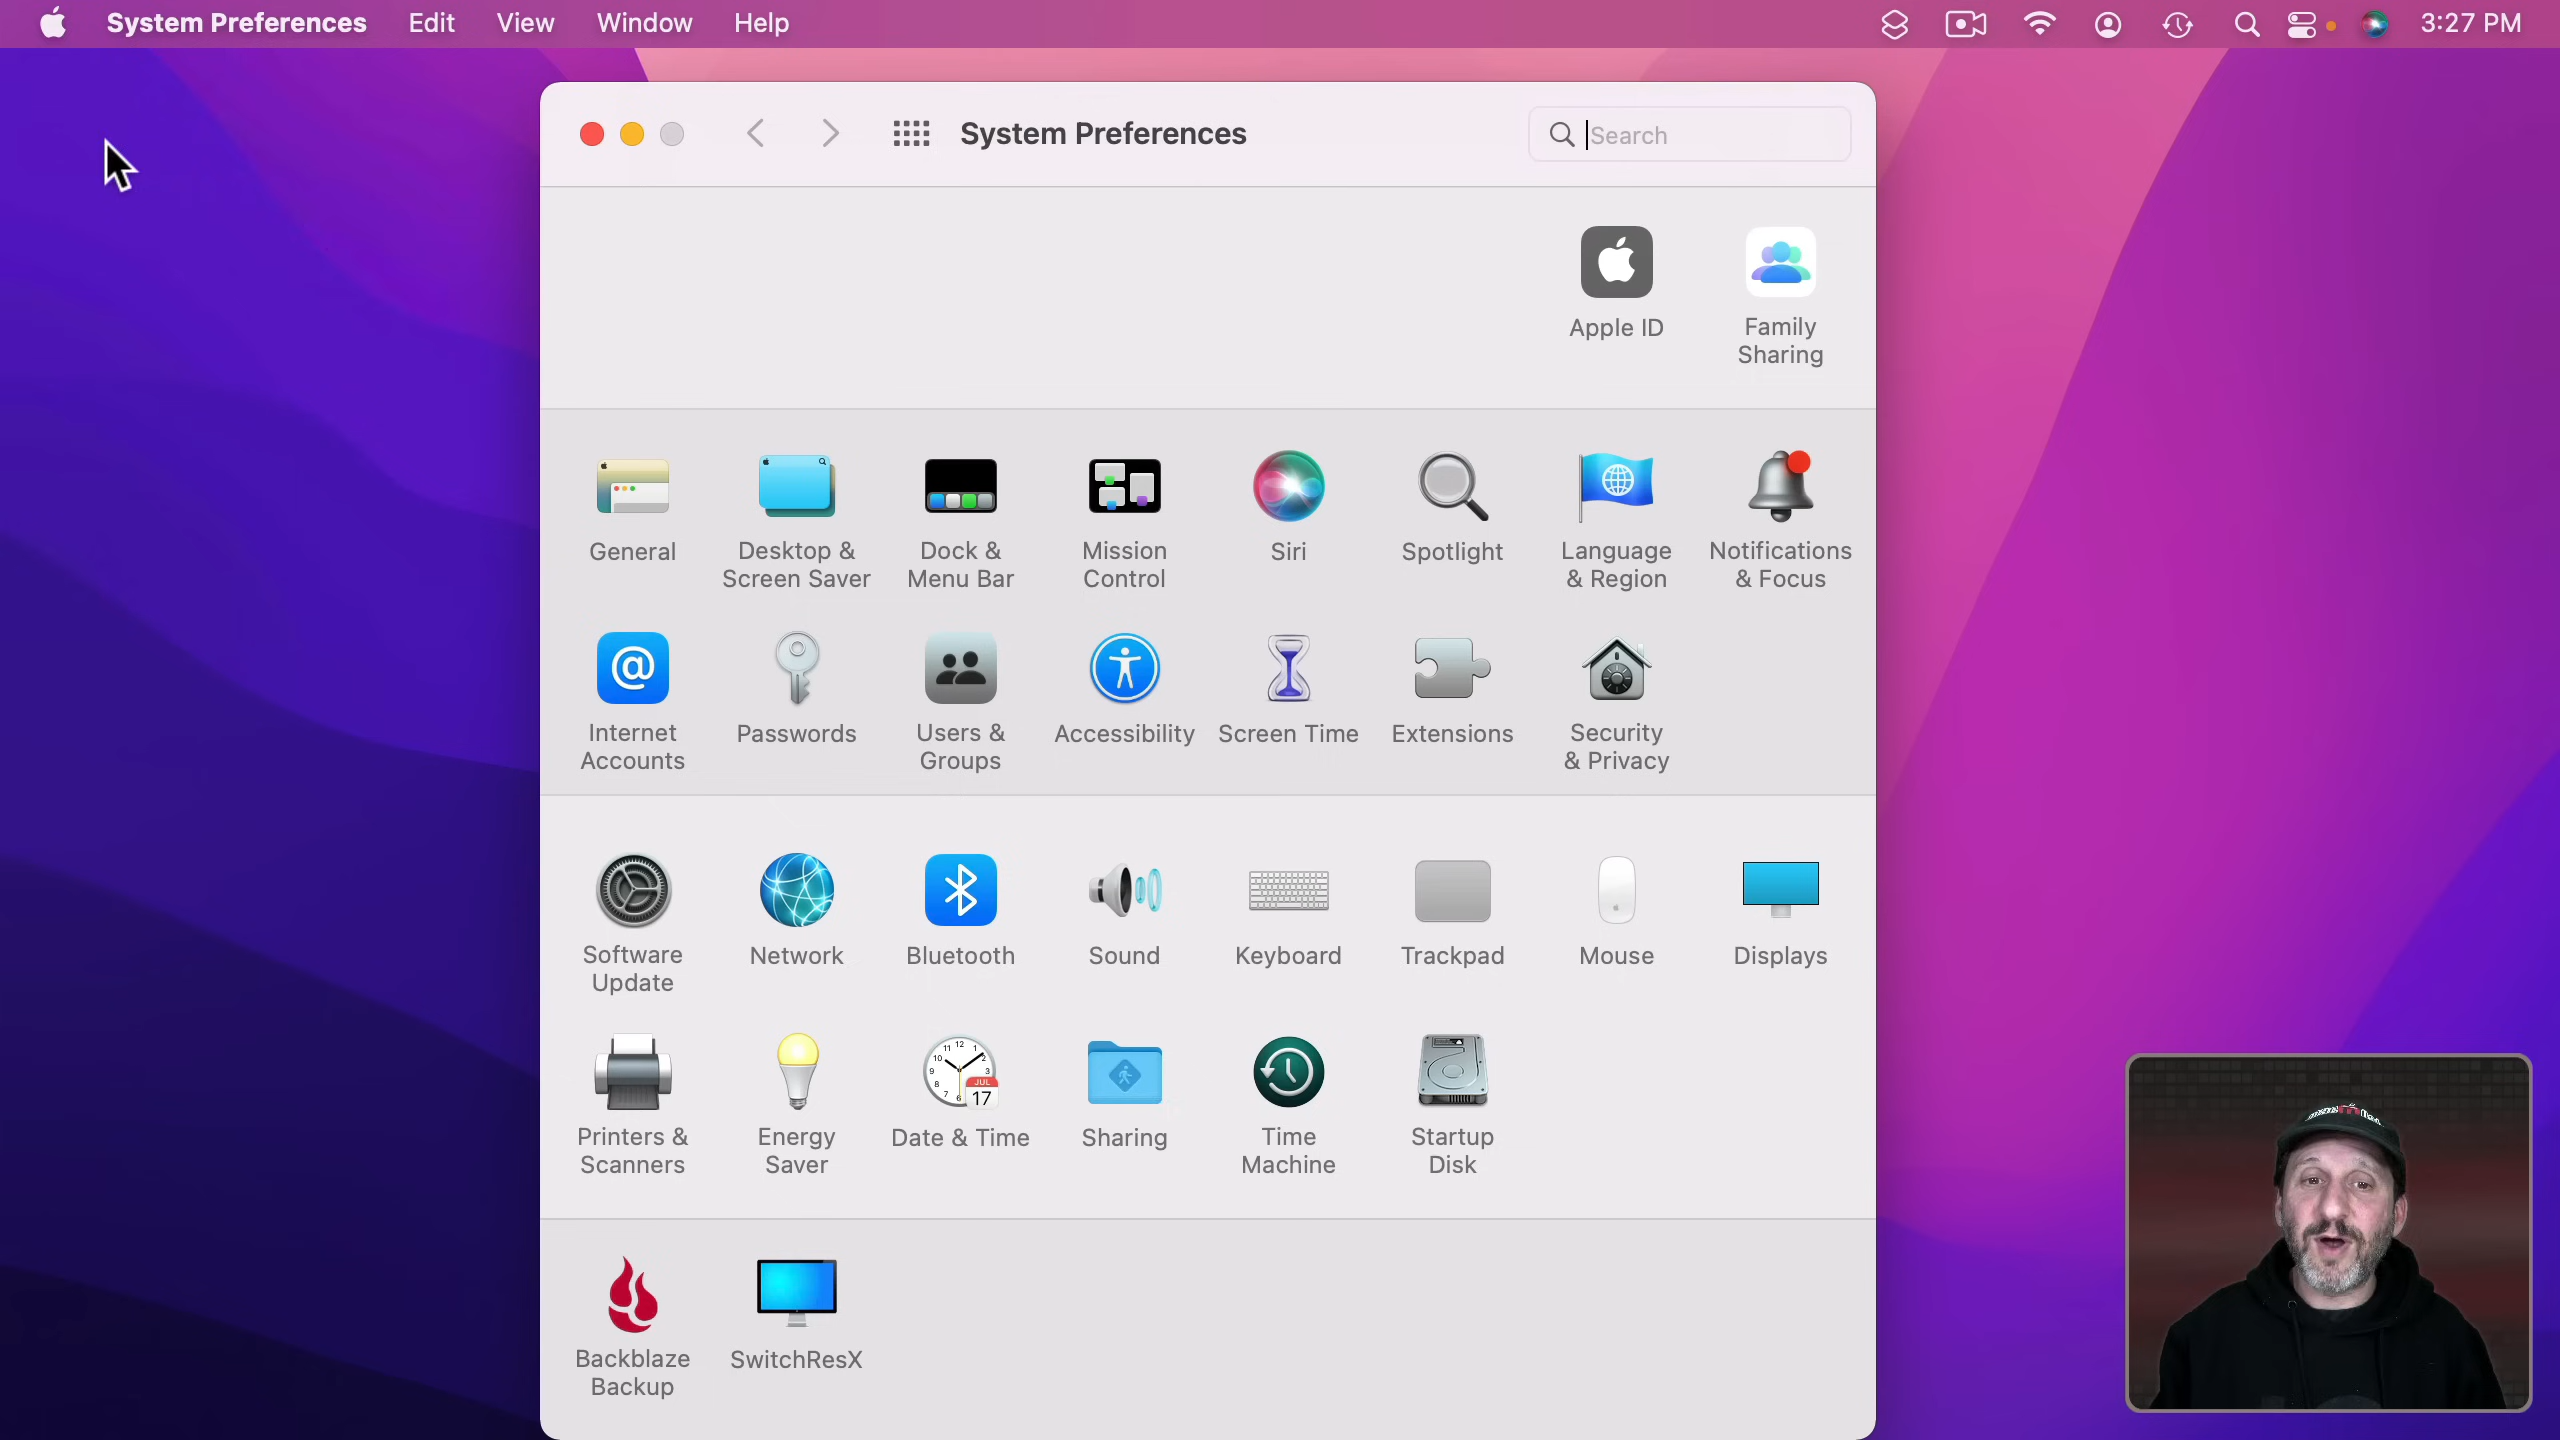 System Preferences Edit View Window Help 3:27 PM
System Preferences
Search
Apple ID
Family
Sharing
General
Desktop &
Screen Saver
Dock &
Menu Bar
Mission
Control
Siri
Spotlight
Language
& Region
Notifications
& Focus
Internet
Accounts
Passwords
Users &
Groups
Accessibility
Screen Time
Extensions
Security
& Privacy
Software
Update
Network
Bluetooth
Sound
Keyboard
Trackpad
Mouse
Displays
Printers &
Scanners
Energy
Saver
JUL
17
Date & Time
Sharing
Time
Machine
Startup
Disk
Backblaze
Backup
SwitchResX